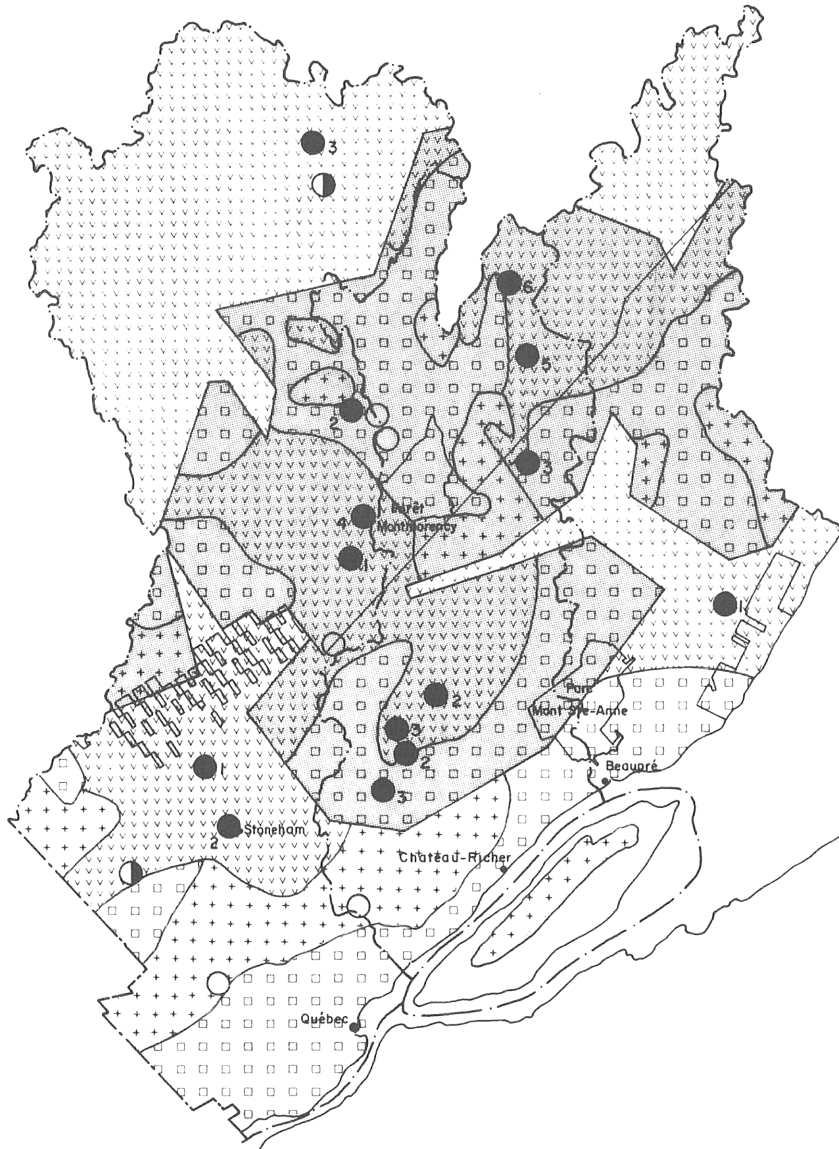 3
6
5
2
3
Forêt
4
Montmorency
1
1
2
Parc
3
Mont Ste-Anne
2
Beaupré
1
3
2
Stoneham
Château-Richer
Québec